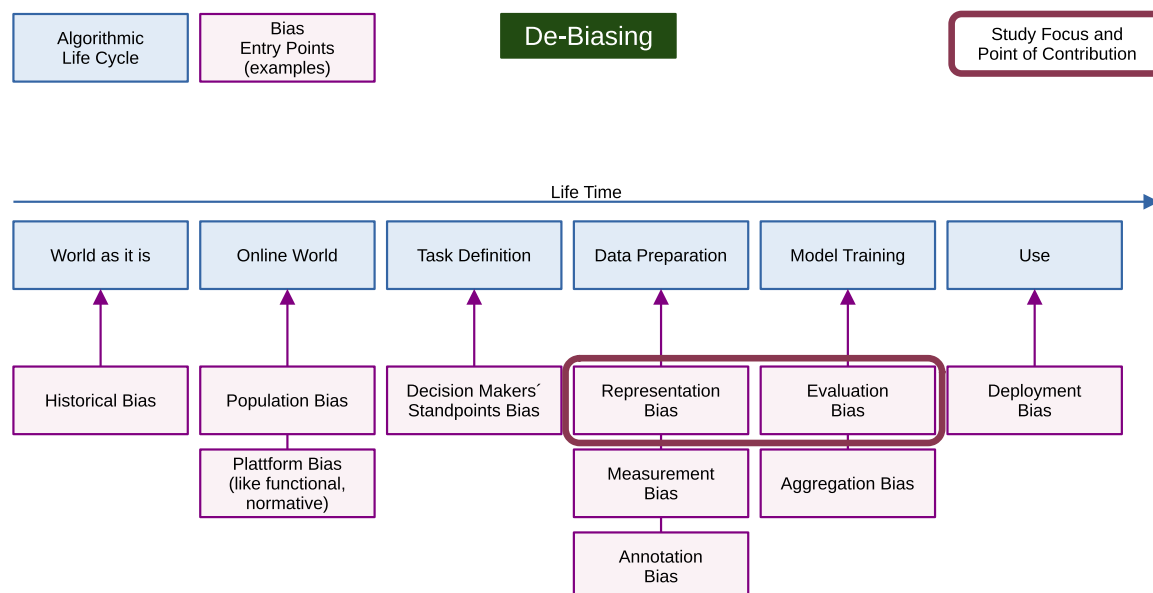 Algorithmic
Life Cycle
Bias
Entry Points
(examples)
De-Biasing
Study Focus and
Point of Contribution
Life Time
World as it is
Online World
Task Definition
Data Preparation
Model Training
Use
Historical Bias
Population Bias
Decision Makers´
Standpoints Bias
Representation
Bias
Evaluation
Bias
Deployment
Bias
Plattform Bias
(like functional,
normative)
Measurement
Bias
Aggregation Bias
Annotation
Bias